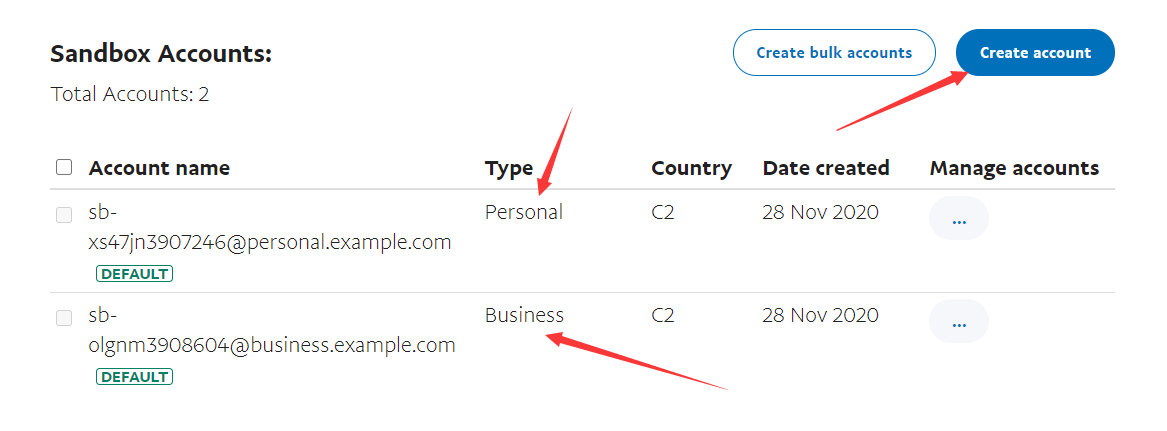 Sandbox Accounts:
Create bulk accounts
Create account
Total Accounts: 2
Account name Type Country Date created Manage accounts
sb- Personal C2 28 Nov 2020 ...
xs47jn3907246@personal.example.com
DEFAULT
sb- Business C2 28 Nov 2020 ...
olgnm3908604@business.example.com
DEFAULT